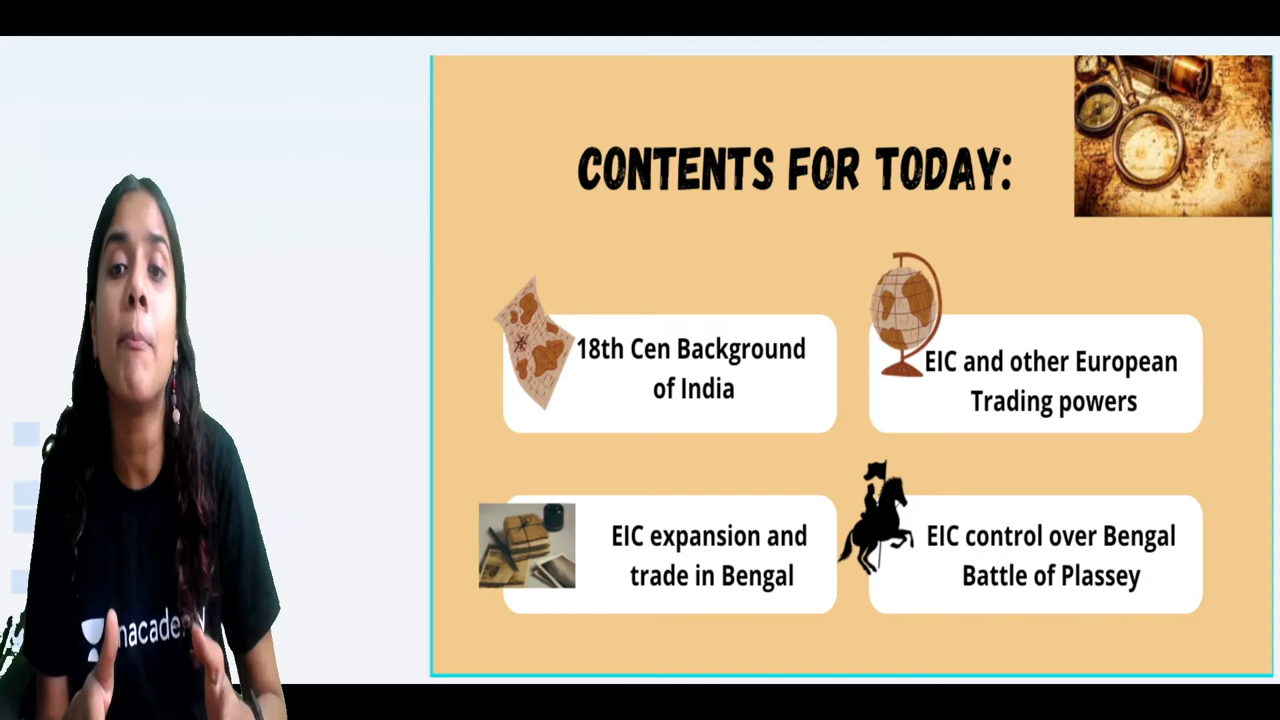 CONTENTS FOR TODAY:
18th Cen Background
of India
EIC and other European
Trading powers
EIC expansion and
trade in Bengal
EIC control over Bengal
Battle of Plassey